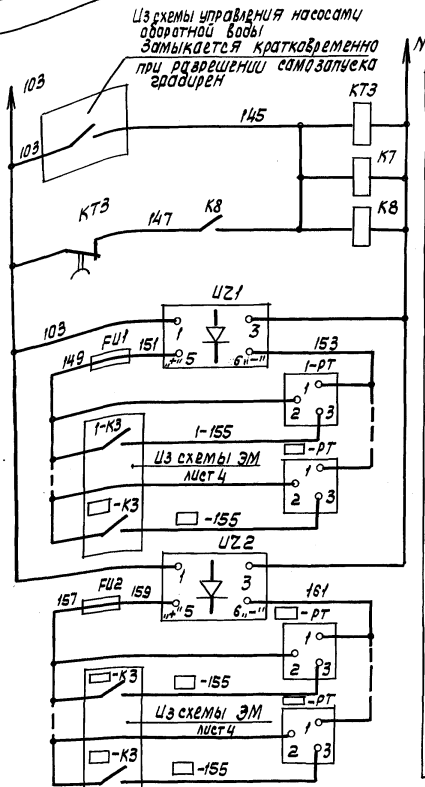 Из схемы управления насосами
оборотной воды
Замыкается кратковременно
при разрешении самозапуска
градирен
103
N
КТ3
145
103
К7
КТ3
147
К8
К8
UZ1
103
1
3
FU1
151
153
149
„+" 5
6 „–"
1-РТ
1
2
3
1-К3
1-155
Из схемы ЭМ
лист 4
-РТ
1
2
3
-К3
-155
UZ2
1
3
FU2
157
159
161
„+" 5
6 „–"
-РТ
1
2
3
-К3
-155
-РТ
Из схемы ЭМ
лист 4
1
2
3
-К3
-155